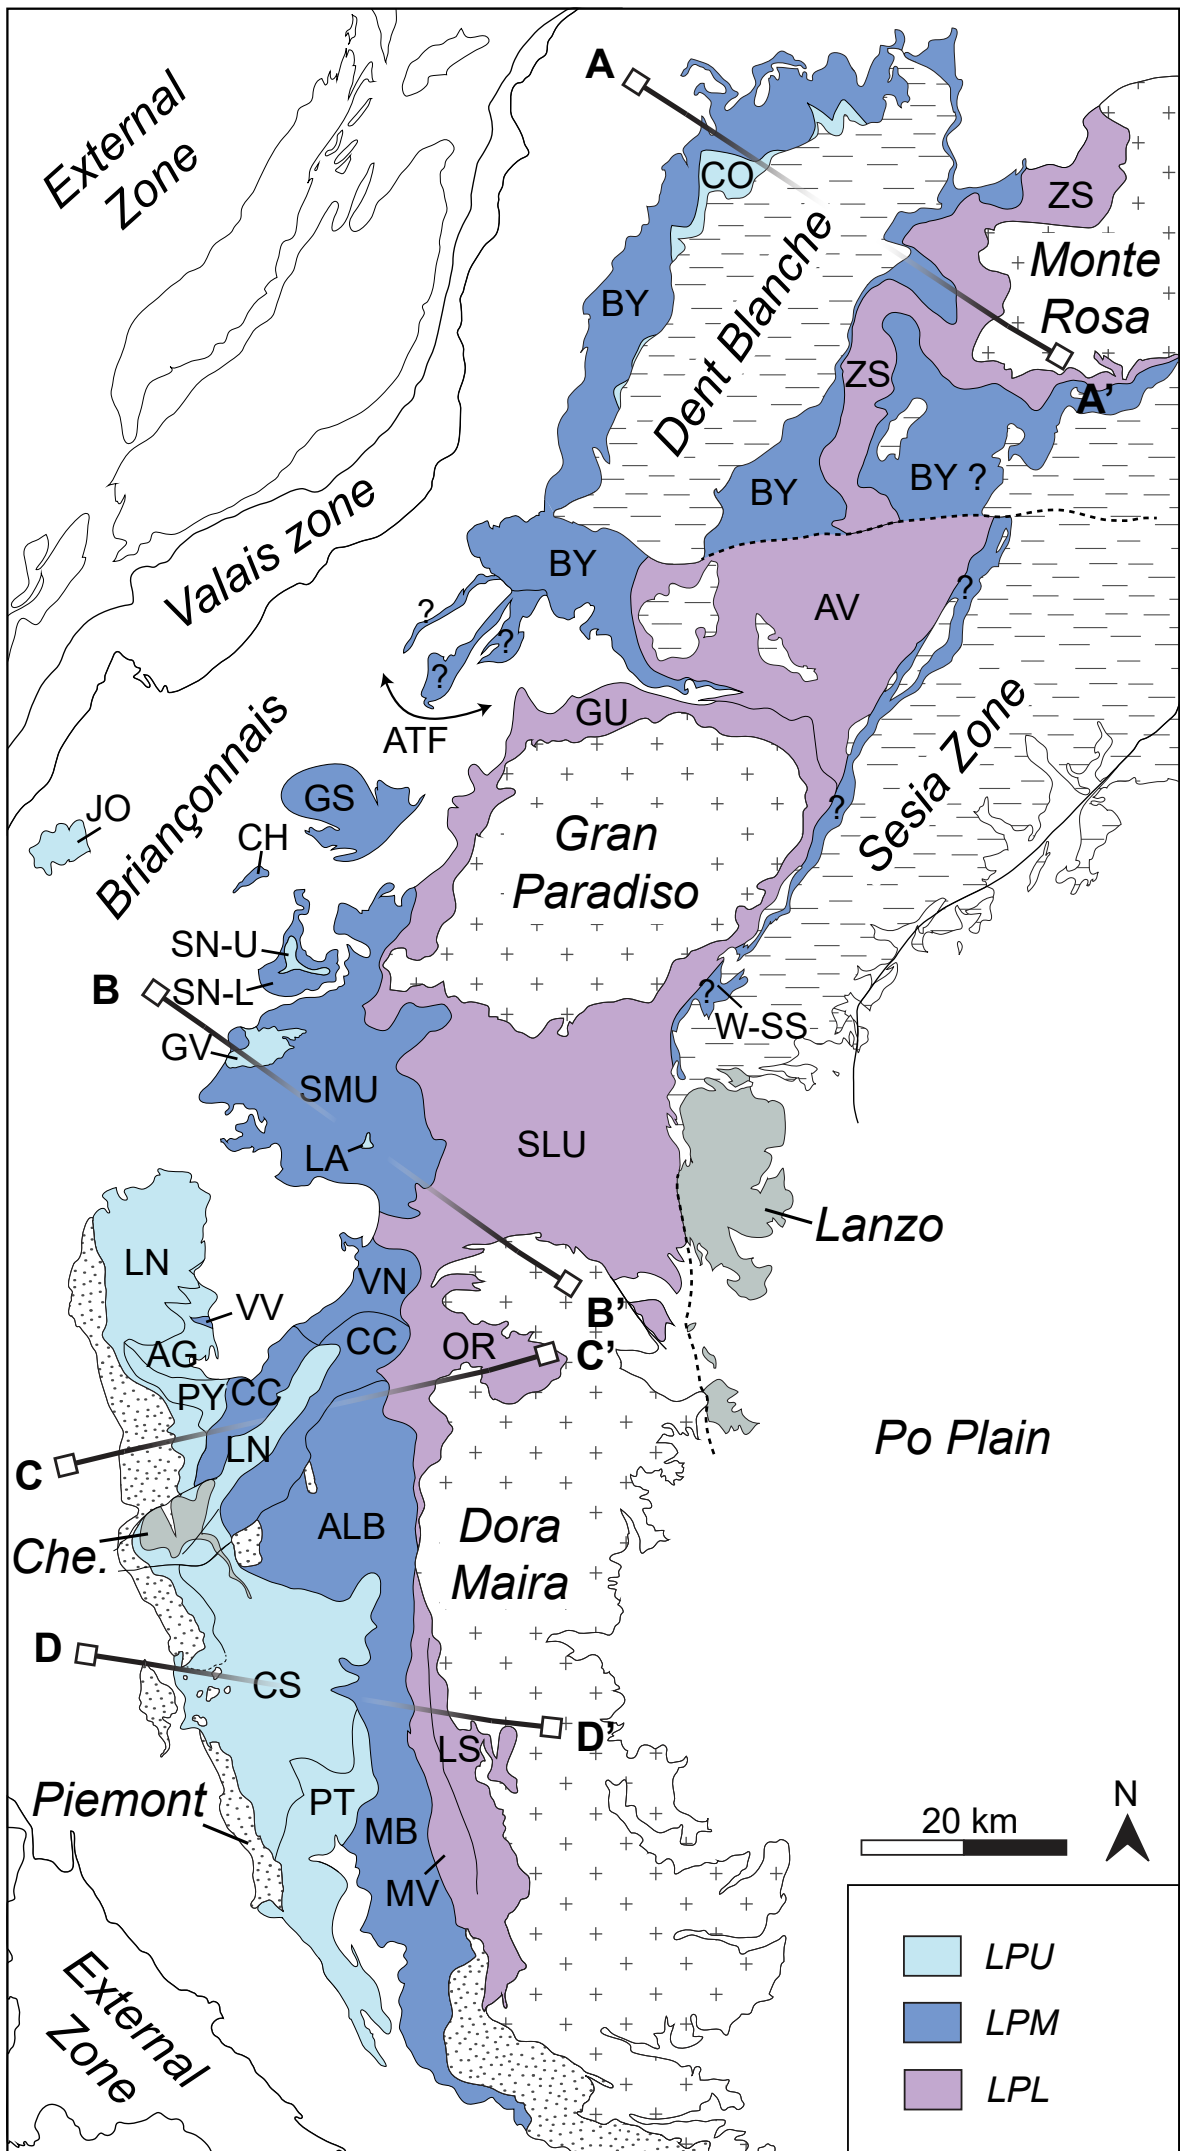 A
External
Zone
CO
ZS
Monte
Rosa
BY
Dent Blanche
ZS
A’
BY
BY ?
Valais zone
BY
?
?
?
ATF
AV
?
GU
Sesia Zone
Briançonnais
JO
GS
CH
Gran
Paradiso
?
SN-U
B
SN-L
?
W-SS
GV
SMU
LA
SLU
Lanzo
LN
VN
VV
B’
CC
OR
C’
AG
PY
CC
LN
C
Po Plain
ALB
Che.
Dora
Maira
D
CS
D’
LS
Piemont
PT
MB
MV
20 km
N
External
Zone
LPU
LPM
LPL